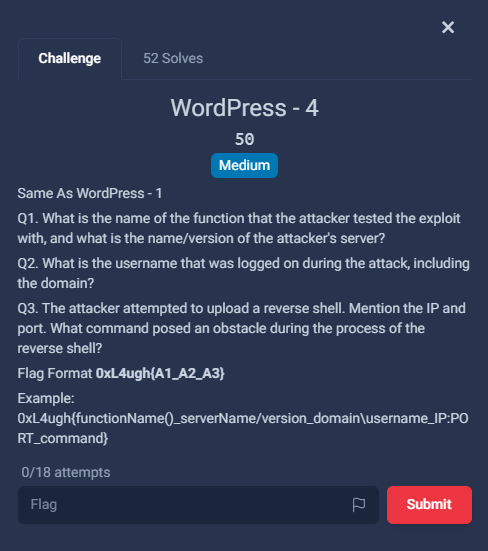 ×
Challenge
52 Solves
WordPress - 4
50
Medium
Same As WordPress - 1
Q1. What is the name of the function that the attacker tested the exploit
with, and what is the name/version of the attacker's server?
Q2. What is the username that was logged on during the attack, including
the domain?
Q3. The attacker attempted to upload a reverse shell. Mention the IP and
port. What command posed an obstacle during the process of the
reverse shell?
Flag Format 0xL4ugh{A1_A2_A3}
Example:
0xL4ugh{functionName()_serverName/version_domain\username_IP:PO
RT_command}
0/18 attempts
Flag
Submit